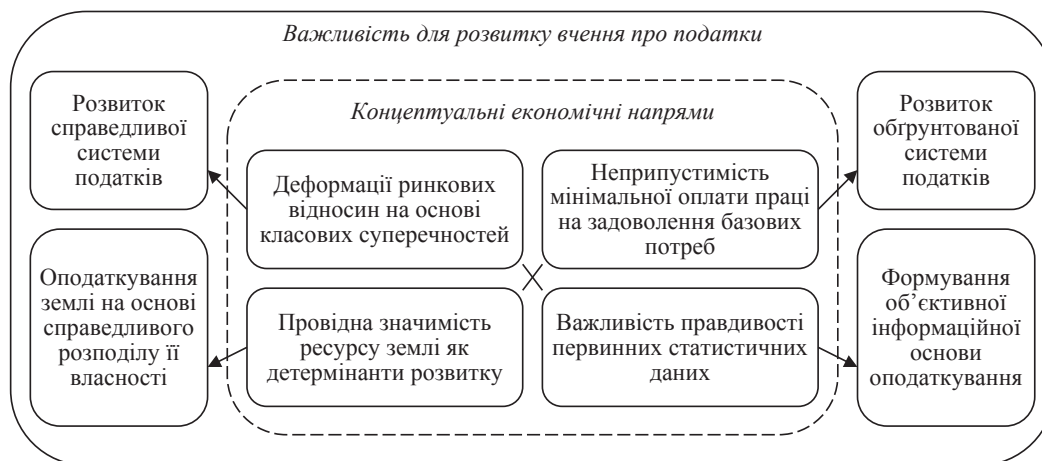 Важливість для розвитку вчення про податки
Розвиток
справедливої
системи
податків
Оподаткування
землі на основі
справедливого
розподілу її
власності
Концептуальні економічні напрями
Деформації ринкових
відносин на основі
класових суперечностей
Неприпустимість
мінімальної оплати праці
на задоволення базових
потреб
Провідна значимість
ресурсу землі як
детермінанти розвитку
Важливість правдивості
первинних статистичних
даних
Розвиток
обґрунтованої
системи
податків
Формування
об’єктивної
інформаційної
основи
оподаткування